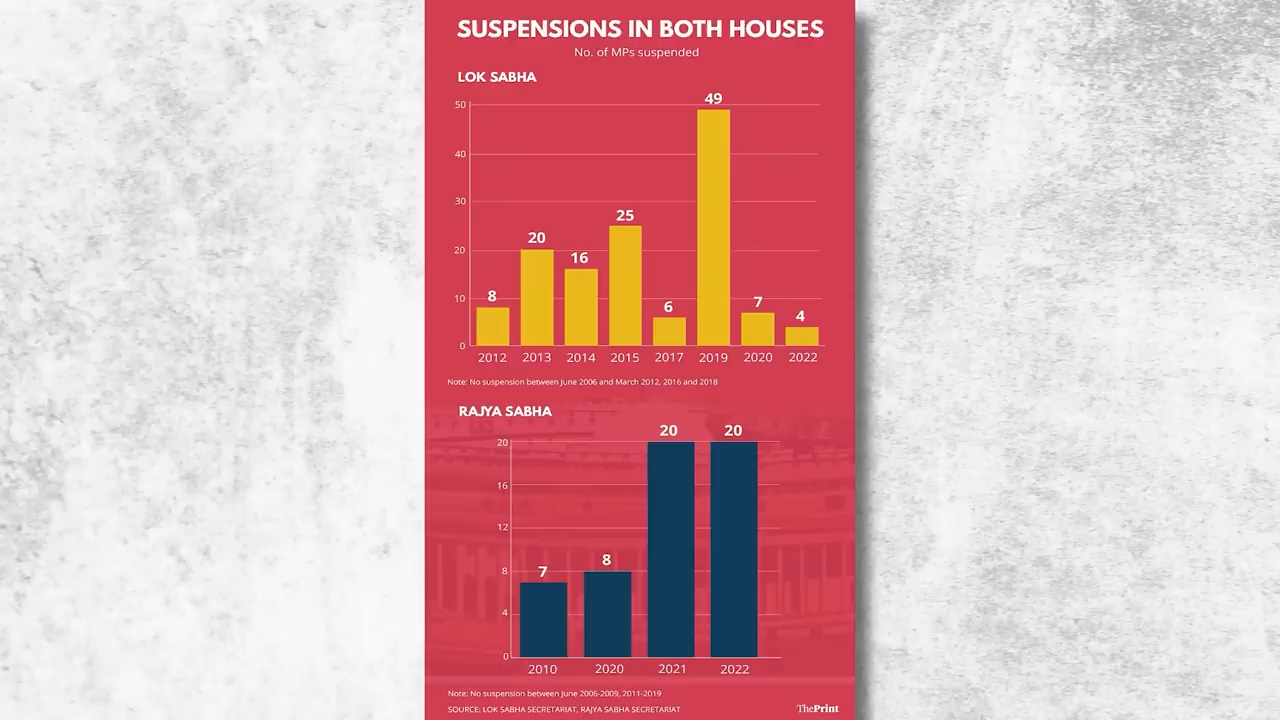 SUSPENSIONS IN BOTH HOUSES
No. of MPs suspended
LOK SABHA
50
40
30
20
10
0
8
20
16
25
6
49
7
4
2012 2013 2014 2015 2017 2019 2020 2022
Note: No suspension between June 2006 and March 2012, 2016 and 2018
RAJYA SABHA
20
16
12
8
4
0
7
8
20
20
2010 2020 2021 2022
Note: No suspension between June 2006-2009, 2011-2019
SOURCE: LOK SABHA SECRETARIAT, RAJYA SABHA SECRETARIAT
ThePrint